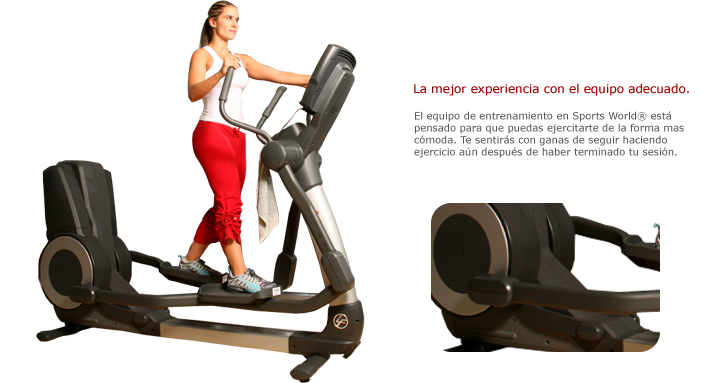 La mejor experiencia con el equipo adecuado.
El equipo de entrenamiento en Sports World® está
pensado para que puedas ejercitarte de la forma mas
cómoda. Te sentirás con ganas de seguir haciendo
ejercicio aún después de haber terminado tu sesión.